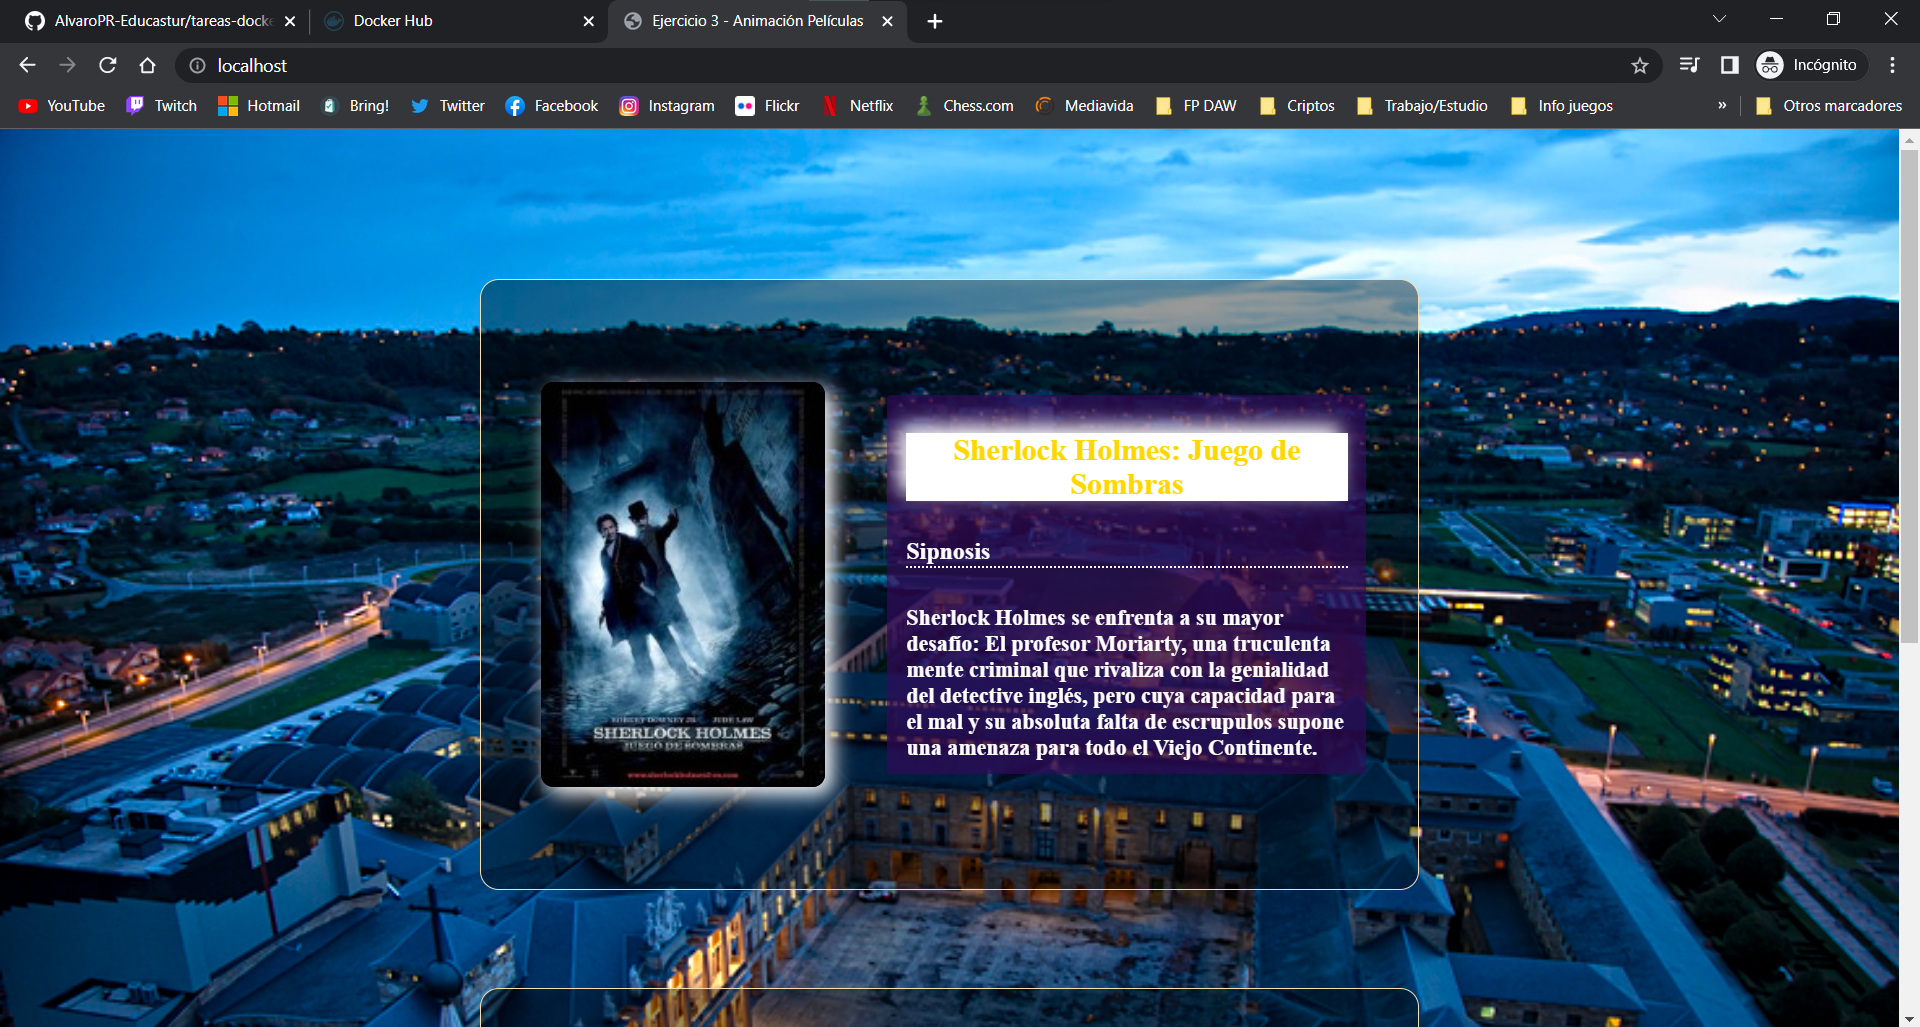 AlvaroPR-Educastur/tareas-docke
Docker Hub
Ejercicio 3 - Animación Películas
localhost
Incógnito
YouTube
Twitch
Hotmail
Bring!
Twitter
Facebook
Instagram
Flickr
Netflix
Chess.com
Mediavida
FP DAW
Criptos
Trabajo/Estudio
Info juegos
»
Otros marcadores
ROBERT DOWNEY JR JUDE LAW
SHERLOCK HOLMES
JUEGO DE SOMBRAS
Sherlock Holmes: Juego de
Sombras
Sipnosis
Sherlock Holmes se enfrenta a su mayor
desafío: El profesor Moriarty, una truculenta
mente criminal que rivaliza con la genialidad
del detective inglés, pero cuya capacidad para
el mal y su absoluta falta de escrupulos supone
una amenaza para todo el Viejo Continente.